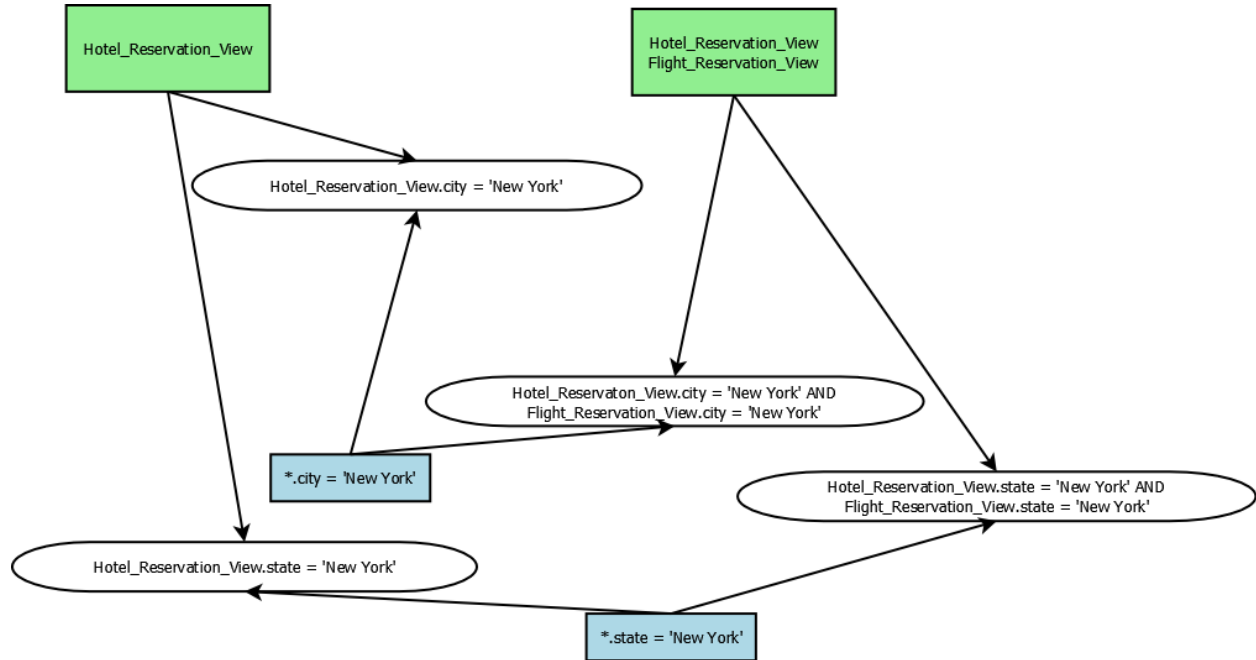 Hotel_Reservation_View
Hotel_Reservation_View
Flight_Reservation_View
Hotel_Reservation_View.city = 'New York'
Hotel_Reservaton_View.city = 'New York' AND
Flight_Reservation_View.city = 'New York'
*.city = 'New York'
Hotel_Reservation_View.state = 'New York' AND
Flight_Reservation_View.state = 'New York'
Hotel_Reservation_View.state = 'New York'
*.state = 'New York'